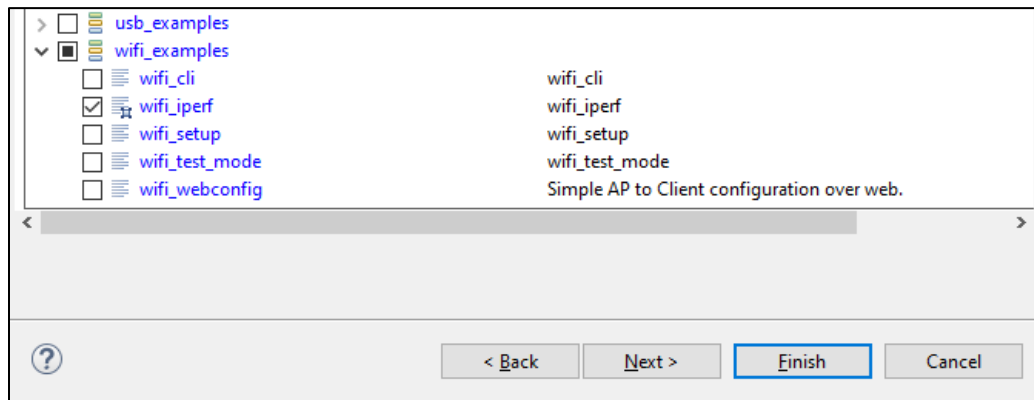 usb_examples
wifi_examples
wifi_cli wifi_cli
wifi_iperf wifi_iperf
wifi_setup wifi_setup
wifi_test_mode wifi_test_mode
wifi_webconfig Simple AP to Client configuration over web.
? < Back Next > Finish Cancel